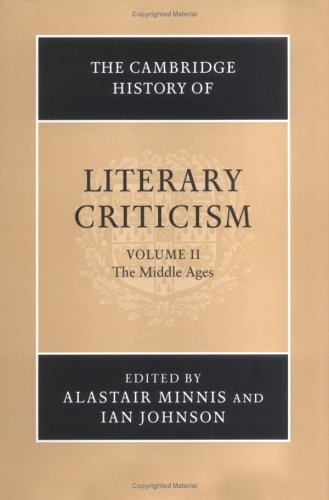 THE CAMBRIDGE
HISTORY OF
LITERARY
CRITICISM
VOLUME II
The Middle Ages
EDITED BY
ALASTAIR MINNIS AND
IAN JOHNSON
Copyrighted Material
Copyrighted Material